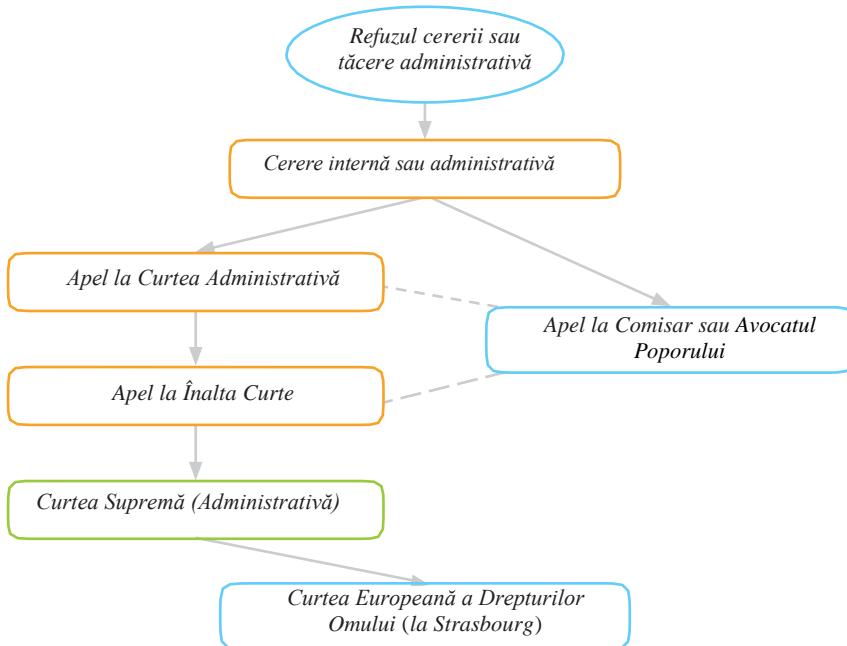 Refuzul cererii sau
tăcere administrativă
Cerere internă sau administrativă
Apel la Curtea Administrativă
Apel la Comisar sau Avocatul
Poporului
Apel la Înalta Curte
Curtea Supremă (Administrativă)
Curtea Europeană a Drepturilor
Omului (la Strasbourg)